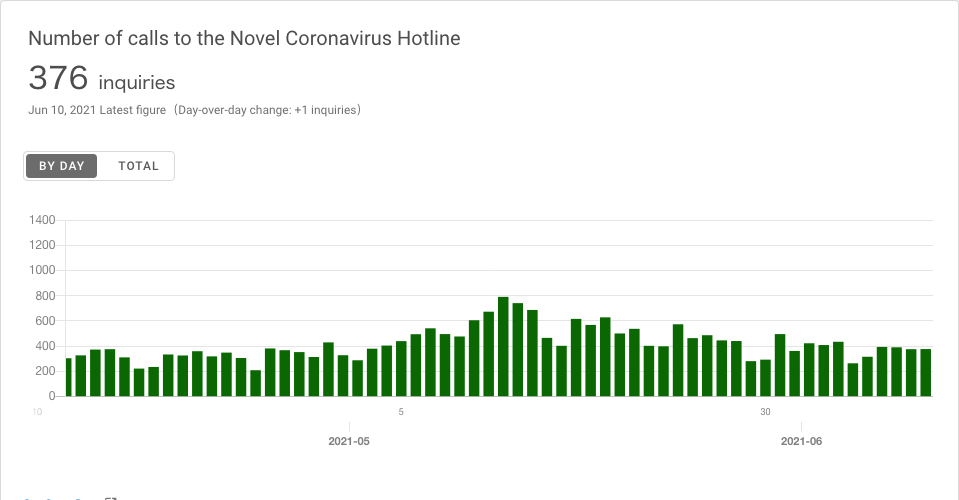 Number of calls to the Novel Coronavirus Hotline
376 inquiries
Jun 10, 2021 Latest figure（Day-over-day change: +1 inquiries）
BY DAY TOTAL
1400
1200
1000
800
600
400
200
0
10 5 30
2021-05 2021-06